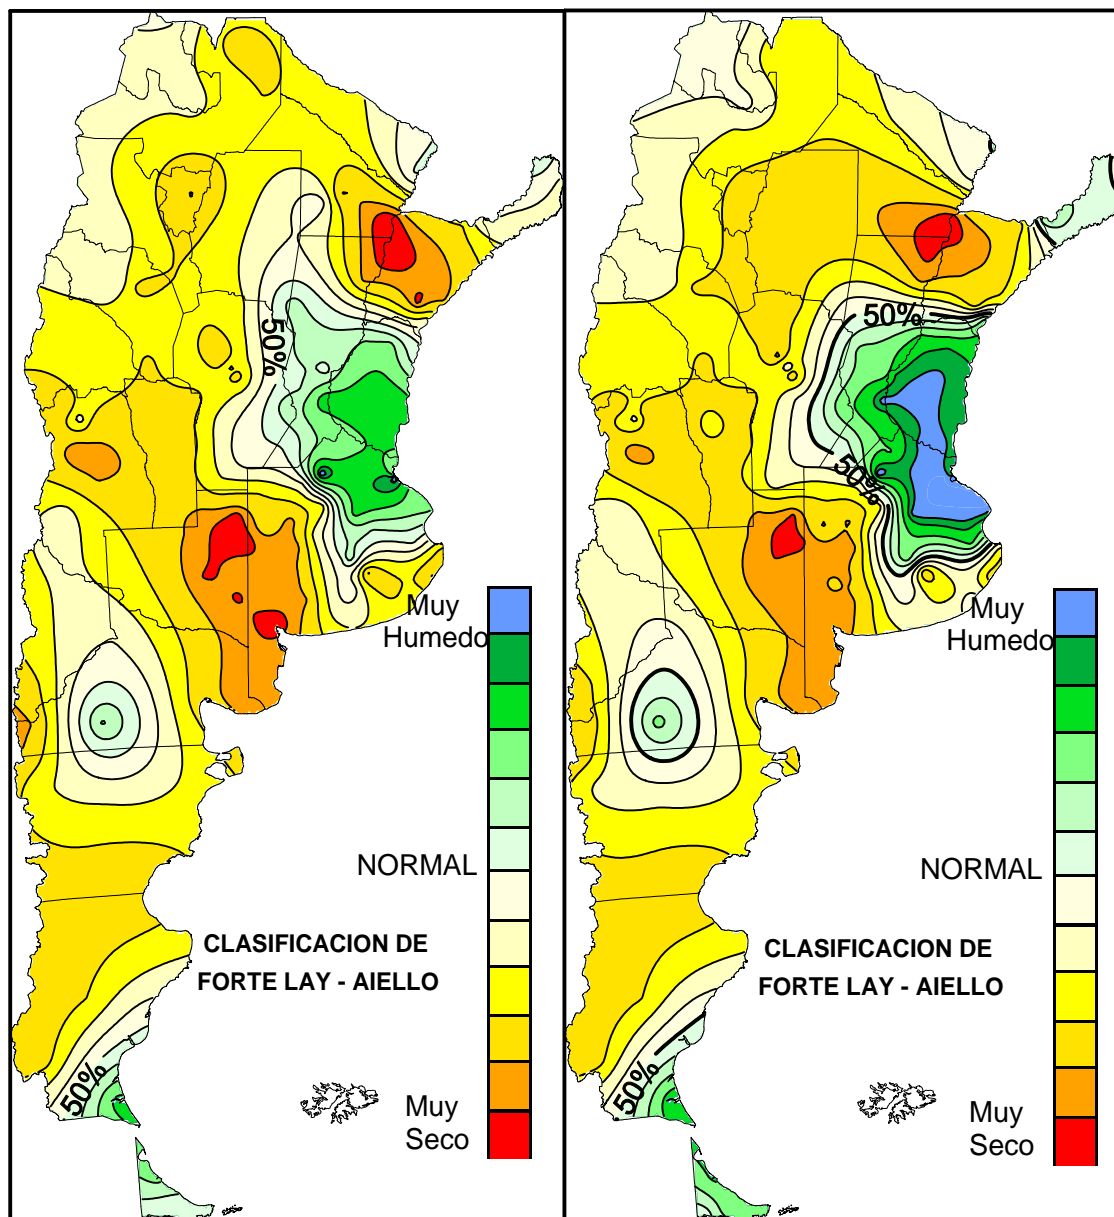 50%
Muy
Humedo
NORMAL
CLASIFICACION DE
FORTE LAY - AIELLO
50%
Muy
Seco
50%
50%
Muy
Humedo
NORMAL
CLASIFICACION DE
FORTE LAY - AIELLO
50%
Muy
Seco